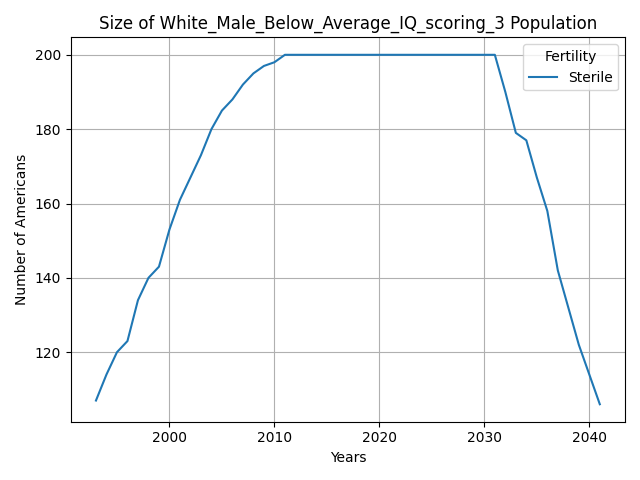 Size of White_Male_Below_Average_IQ_scoring_3 Population
Fertility
Sterile
200
180
160
140
120
Number of Americans
2000 2010 2020 2030 2040
Years